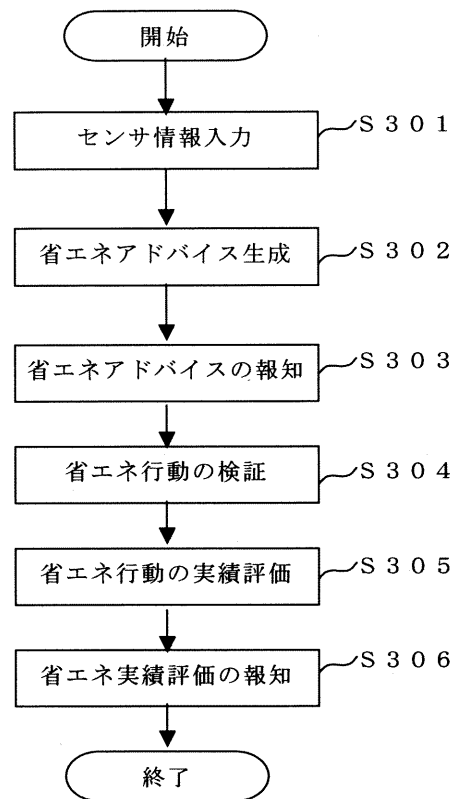 開始
センサ情報入力
S301
省エネアドバイス生成
S302
省エネアドバイスの報知
S303
省エネ行動の検証
S304
省エネ行動の実績評価
S305
省エネ実績評価の報知
S306
終了